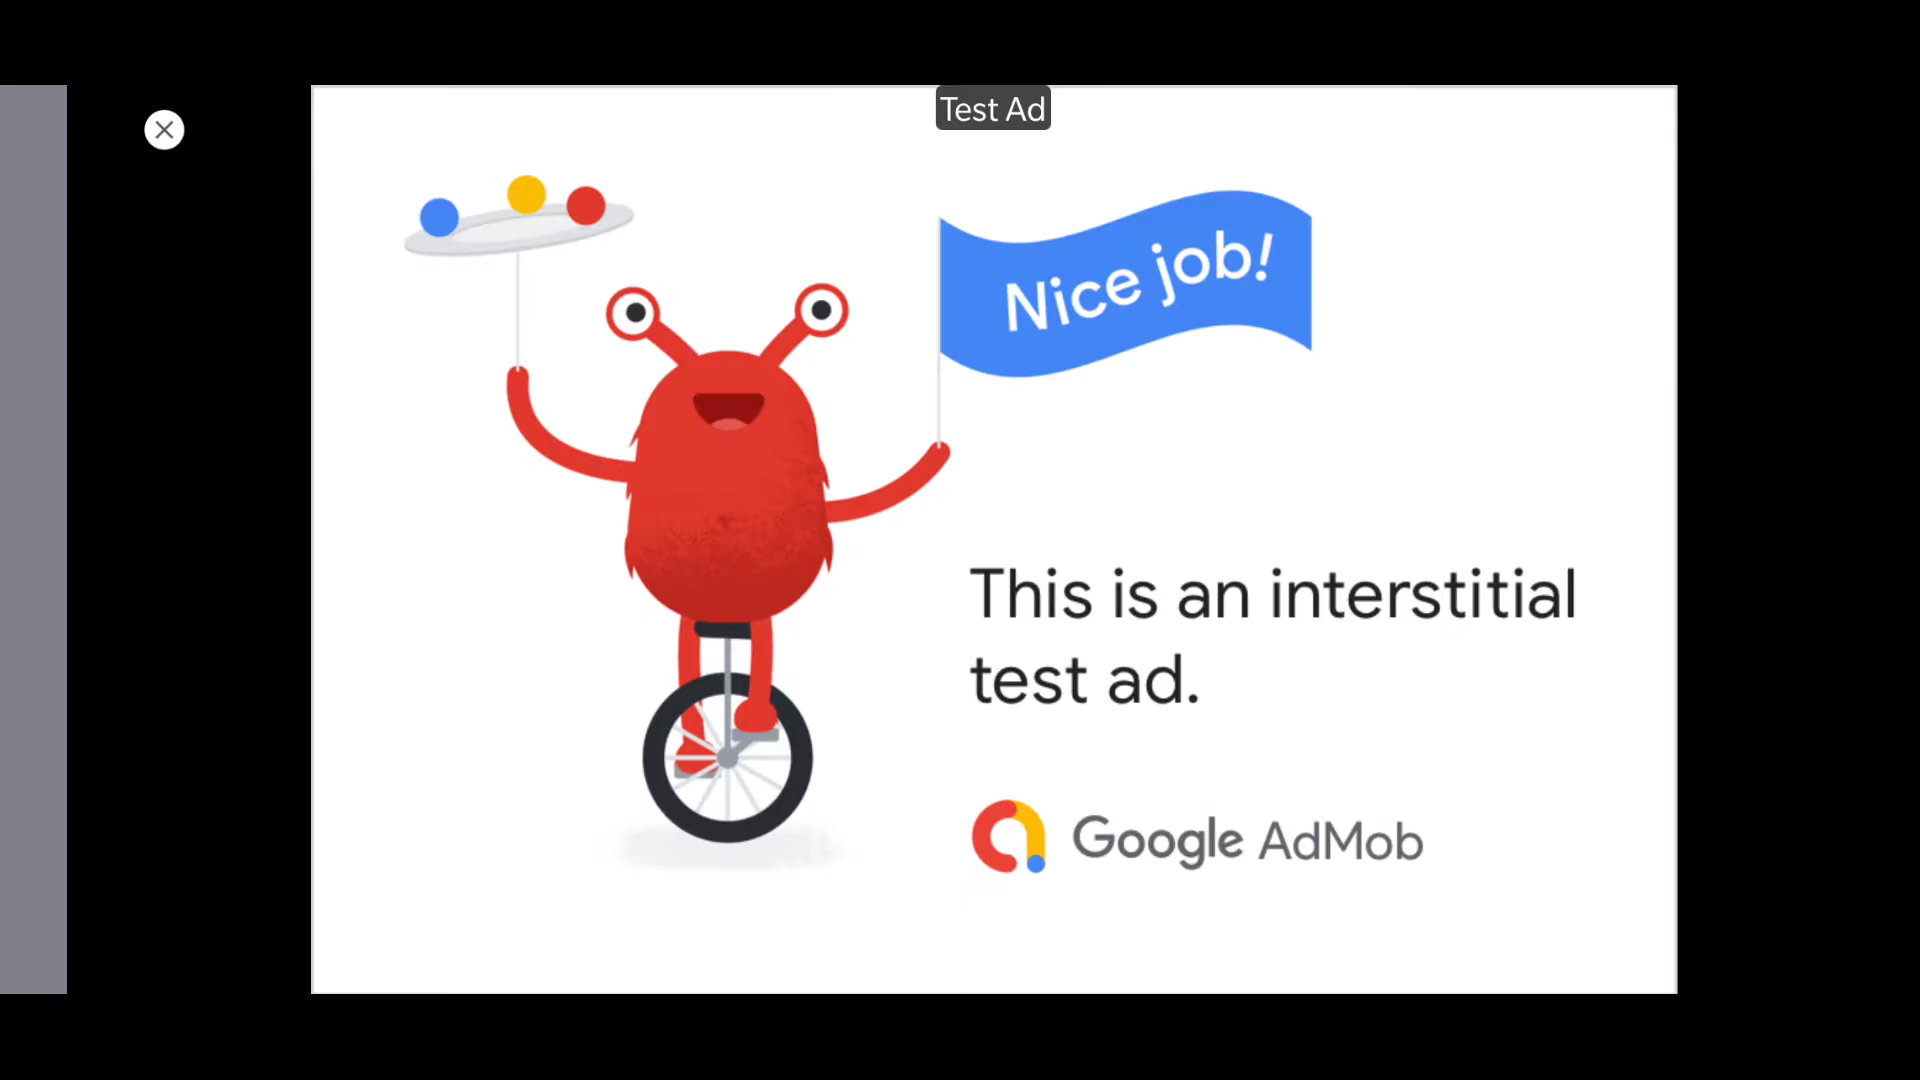 Test Ad
Nice job!
This is an interstitial
test ad.
Google AdMob